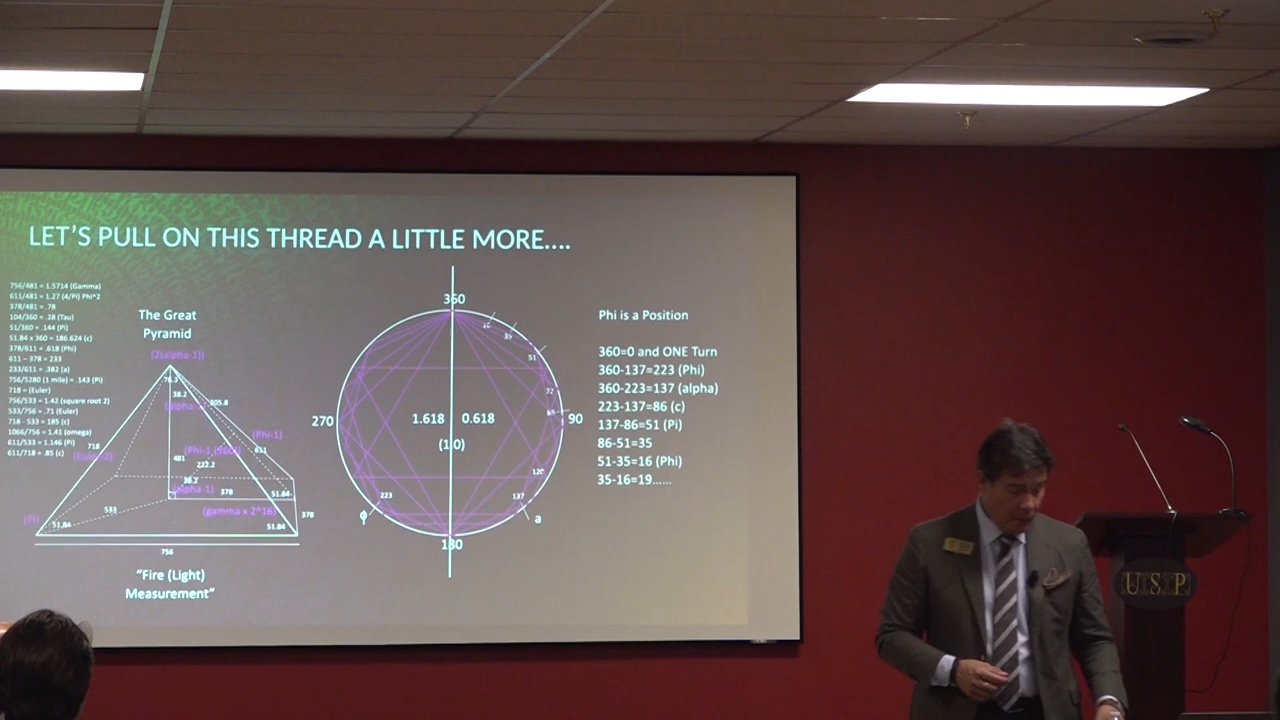 LET'S PULL ON THIS THREAD A LITTLE MORE....
756/481 = 1.5714 (Gamma)
611/481 = 1.27 (4/Pi) Phi^2
378/481 = .78
104/360 = .28 (Tau)
51/360 = .144 (Pi)
51.84 x 360 = 186.624 (c)
378/611 = .618 (Phi)
611 – 378 = 233
233/611 = .382 (a)
756/5280 (1 mile) = .143 (Pi)
718 = (Euler)
756/533 = 1.42 (square root 2)
533/756 = .71 (Euler)
718 - 533 = 185 (c)
1066/756 = 1.41 (omega)
611/533 = 1.146 (Pi)
611/718 = .85 (c)
The Great
Pyramid
(2(alpha-1))
76.3
38.2
305.8
(Phi-1)
718
611
481
222.2
38.2
(alpha-1)
378
51.84
533
(gamma x 2^16)
378
(Pi)
51.84
51.84
756
"Fire (Light)
Measurement"
360
35
51
72
270
1.618
0.618
90
(1.0)
120
223
137
ϕ
a
180
Phi is a Position
360=0 and ONE Turn
360-137=223 (Phi)
360-223=137 (alpha)
223-137=86 (c)
137-86=51 (Pi)
86-51=35
51-35=16 (Phi)
35-16=19......
USP